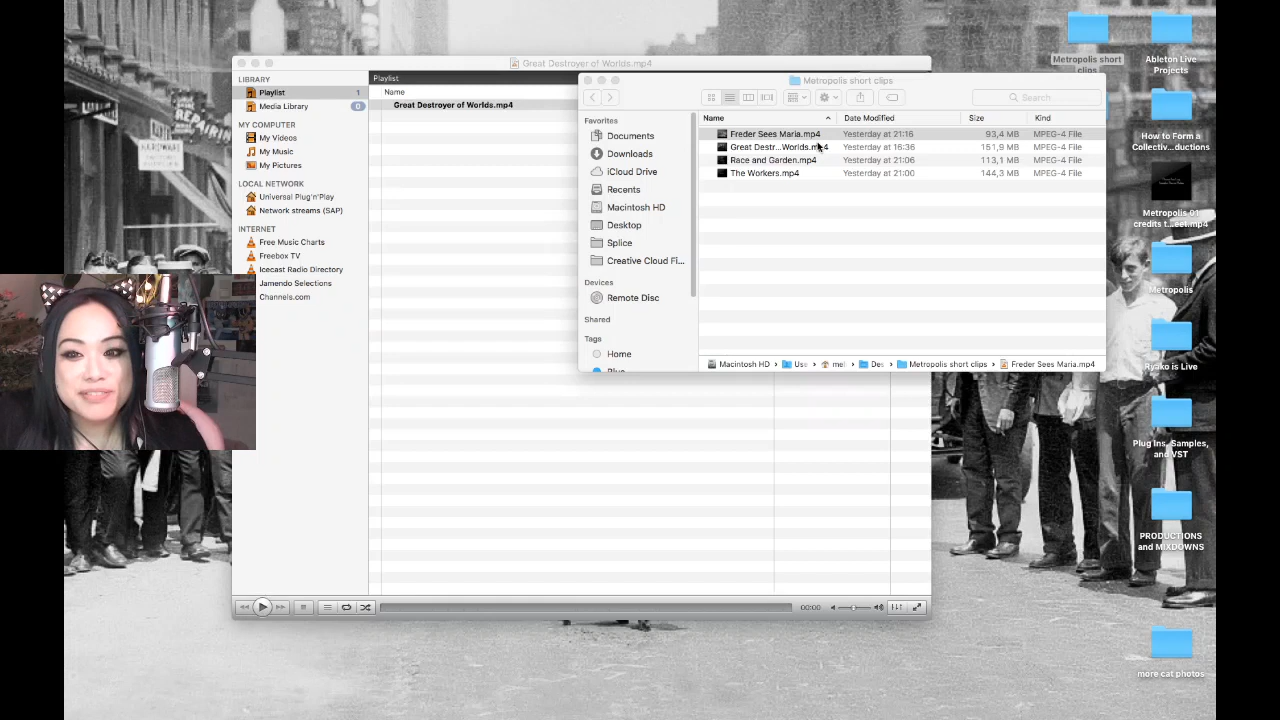 Great Destroyer of Worlds.mp4
LIBRARY
Playlist 1
Media Library 0
MY COMPUTER
My Videos
My Music
My Pictures
LOCAL NETWORK
Universal Plug'n'Play
Network streams (SAP)
INTERNET
Free Music Charts
Freebox TV
Icecast Radio Directory
Jamendo Selections
Channels.com
Playlist
Name
Great Destroyer of Worlds.mp4
00:00
Metropolis short clips
Search
Favorites
Documents
Downloads
iCloud Drive
Recents
Macintosh HD
Desktop
Splice
Creative Cloud Fi...
Devices
Remote Disc
Shared
Tags
Home
Blue
Name Date Modified Size Kind
Freder Sees Maria.mp4 Yesterday at 21:16 93,4 MB MPEG-4 File
Great Destr...Worlds.mp4 Yesterday at 16:36 151,9 MB MPEG-4 File
Race and Garden.mp4 Yesterday at 21:06 113,1 MB MPEG-4 File
The Workers.mp4 Yesterday at 21:00 144,3 MB MPEG-4 File
Macintosh HD › Use › mel › Des › Metropolis short clips › Freder Sees Maria.mp4
Metropolis short
clips
Ableton Live
Projects
How to Form a
Collectiv...ductions
Metropolis 01
credits t...eet.mp4
Metropolis
Ryako is Live
Plug Ins, Samples,
and VST
PRODUCTIONS
and MIXDOWNS
more cat photos
REPAIRING
HARDWARE